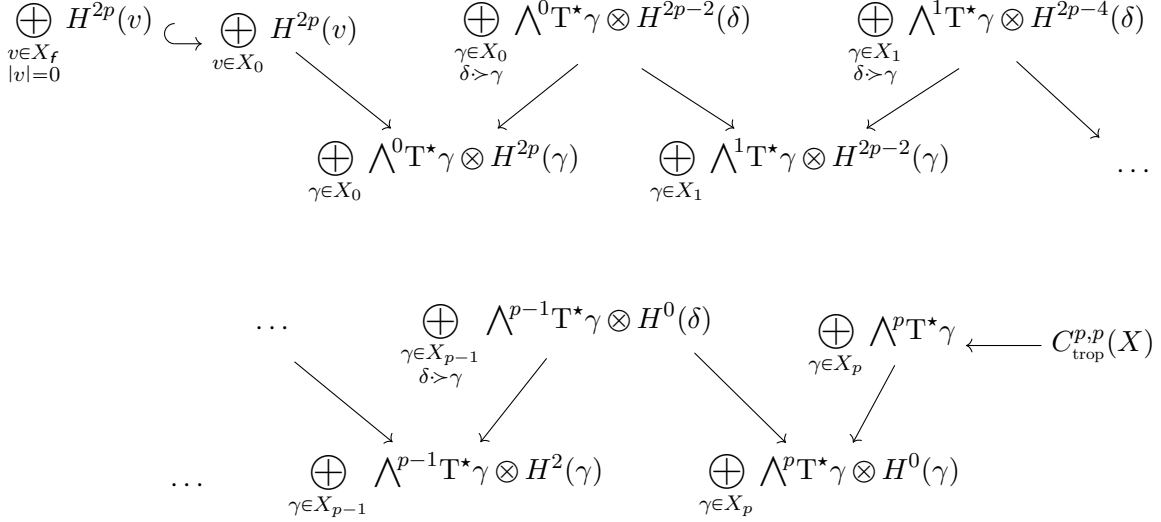 ⊕_{v∈X_f, |v|=0} H^{2p}(v) ↪ ⊕_{v∈X_0} H^{2p}(v)   ⊕_{γ∈X_0, δ≻γ} ⋀^0 T^⋆γ ⊗ H^{2p−2}(δ)   ⊕_{γ∈X_1, δ≻γ} ⋀^1 T^⋆γ ⊗ H^{2p−4}(δ)
⊕_{γ∈X_0} ⋀^0 T^⋆γ ⊗ H^{2p}(γ)   ⊕_{γ∈X_1} ⋀^1 T^⋆γ ⊗ H^{2p−2}(γ)   ⋯
⋯   ⊕_{γ∈X_{p−1}, δ≻γ} ⋀^{p−1} T^⋆γ ⊗ H^0(δ)   ⊕_{γ∈X_p} ⋀^p T^⋆γ ⟵ C^{p,p}_{trop}(X)
⋯   ⊕_{γ∈X_{p−1}} ⋀^{p−1} T^⋆γ ⊗ H^2(γ)   ⊕_{γ∈X_p} ⋀^p T^⋆γ ⊗ H^0(γ)